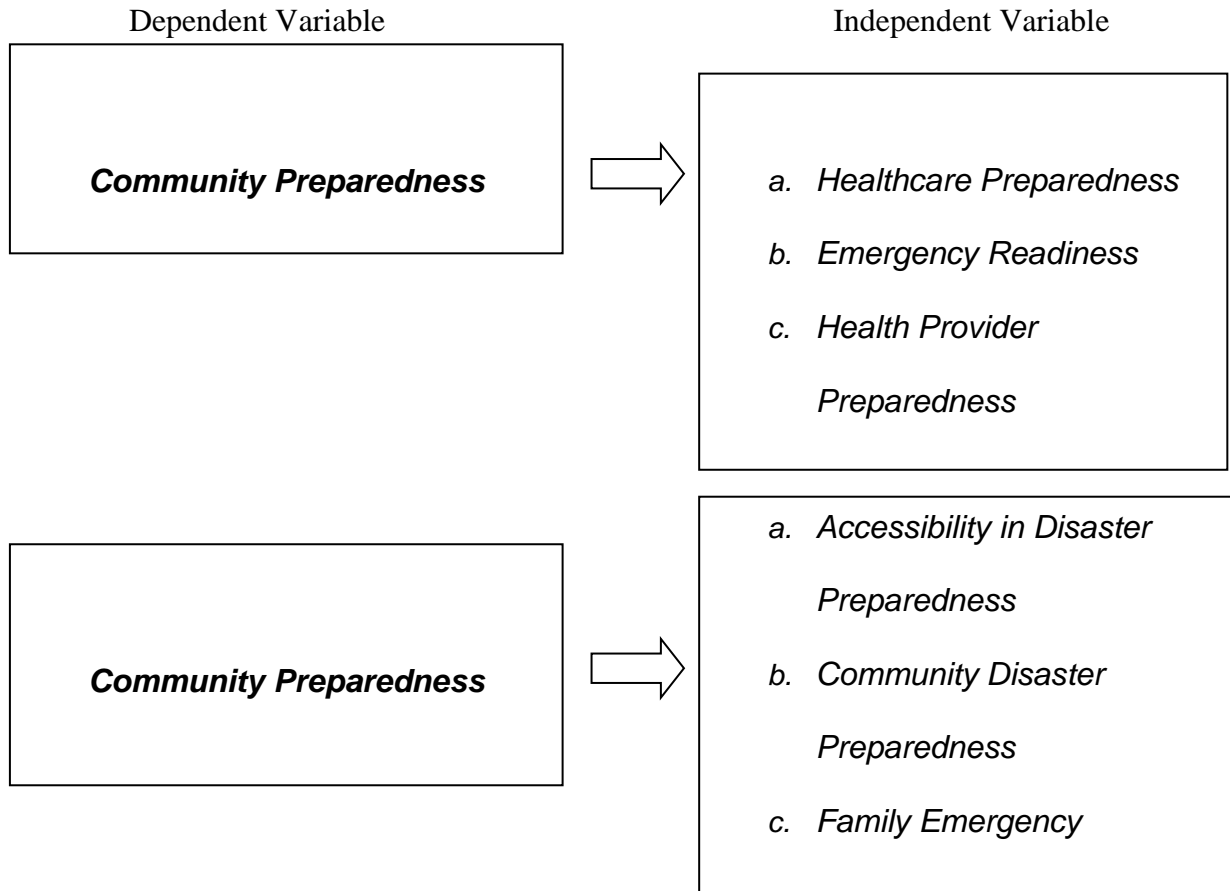 Dependent Variable
Independent Variable
Community Preparedness
a. Healthcare Preparedness
b. Emergency Readiness
c. Health Provider
Preparedness
Community Preparedness
a. Accessibility in Disaster
Preparedness
b. Community Disaster
Preparedness
c. Family Emergency